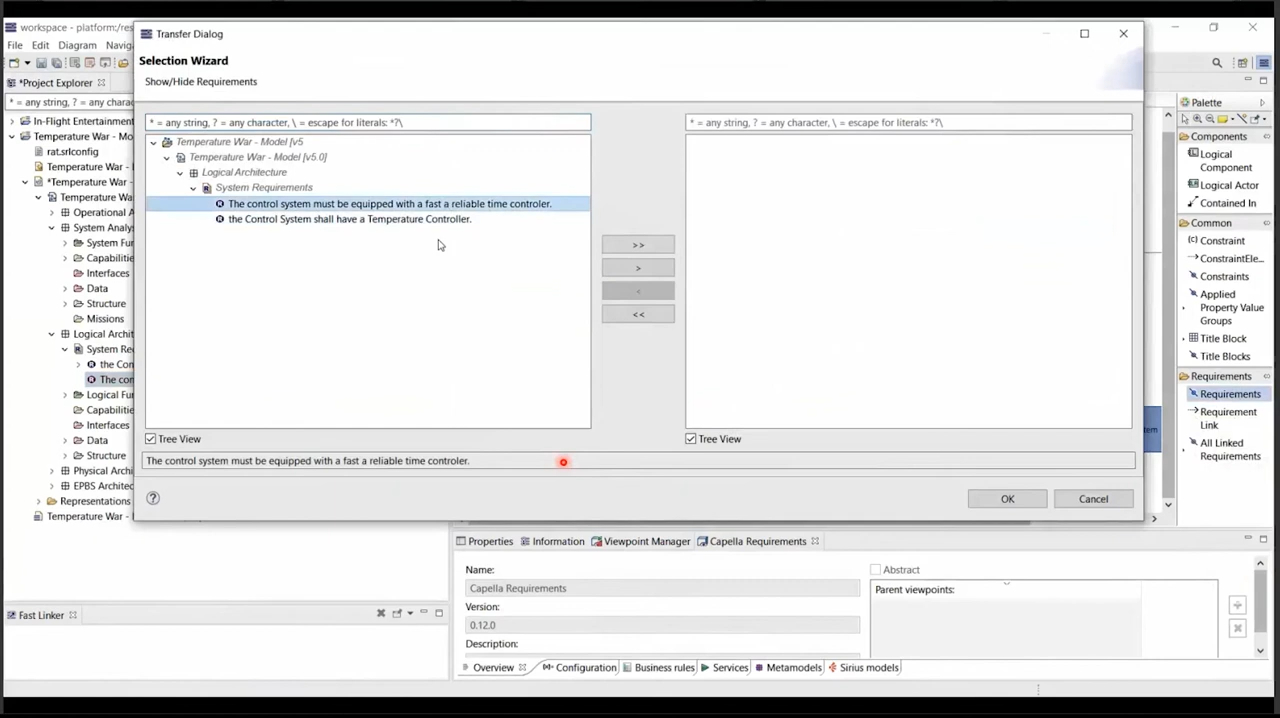 workspace - platform:/res
File Edit Diagram Navig
*Project Explorer
* = any string, ? = any charac
In-Flight Entertainment
Temperature War - Mo
rat.srlconfig
Temperature War -
*Temperature War -
Temperature War
Operational A
System Analys
System Fun
Capabilities
Interfaces
Data
Structure
Missions
Logical Archit
System Req
the Con
The con
Logical Fun
Capabilitie
Interfaces
Data
Structure
Physical Archi
EPBS Archite
Representations
Temperature War -
Transfer Dialog
Selection Wizard
Show/Hide Requirements
* = any string, ? = any character, \ = escape for literals: *?\
Temperature War - Model [v5
Temperature War - Model [v5.0]
Logical Architecture
System Requirements
The control system must be equipped with a fast a reliable time controler.
the Control System shall have a Temperature Controller.
Tree View
>>
>
<
<<
* = any string, ? = any character, \ = escape for literals: *?\
Tree View
The control system must be equipped with a fast a reliable time controler.
OK Cancel
Palette
Components
Logical
Component
Logical Actor
Contained In
Common
Constraint
ConstraintEle...
Constraints
Applied
Property Value
Groups
Title Block
Title Blocks
Requirements
Requirements
Requirement
Link
All Linked
Requirements
Fast Linker
Properties Information Viewpoint Manager Capella Requirements
Name:
Capella Requirements
Version:
0.12.0
Description:
Abstract
Parent viewpoints:
Overview Configuration Business rules Services Metamodels Sirius models